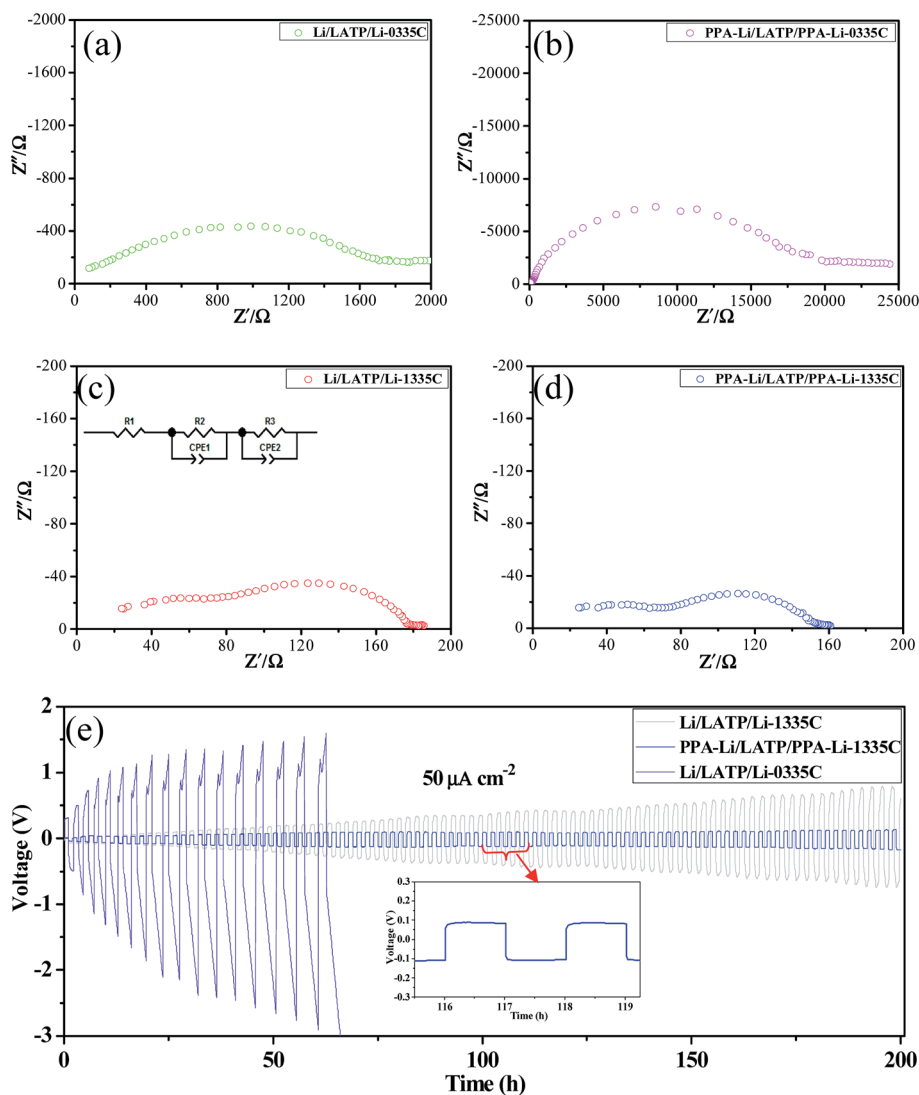 (a)
Li/LATP/Li-0335C
-2000
-1600
-1200
-800
-400
0
Z″/Ω
0 400 800 1200 1600 2000
Z′/Ω
(b)
PPA-Li/LATP/PPA-Li-0335C
-25000
-20000
-15000
-10000
-5000
0
Z″/Ω
0 5000 10000 15000 20000 25000
Z′/Ω
(c)
Li/LATP/Li-1335C
R1 R2 R3
CPE1 CPE2
-200
-160
-120
-80
-40
0
Z″/Ω
0 40 80 120 160 200
Z′/Ω
(d)
PPA-Li/LATP/PPA-Li-1335C
-200
-160
-120
-80
-40
0
Z″/Ω
0 40 80 120 160 200
Z′/Ω
(e)
Li/LATP/Li-1335C
PPA-Li/LATP/PPA-Li-1335C
Li/LATP/Li-0335C
50 μA cm-2
2
1
0
-1
-2
-3
Voltage (V)
0.3
0.2
0.1
0.0
-0.1
-0.2
-0.3
Voltage (V)
116 117 118 119
Time (h)
0 50 100 150 200
Time (h)